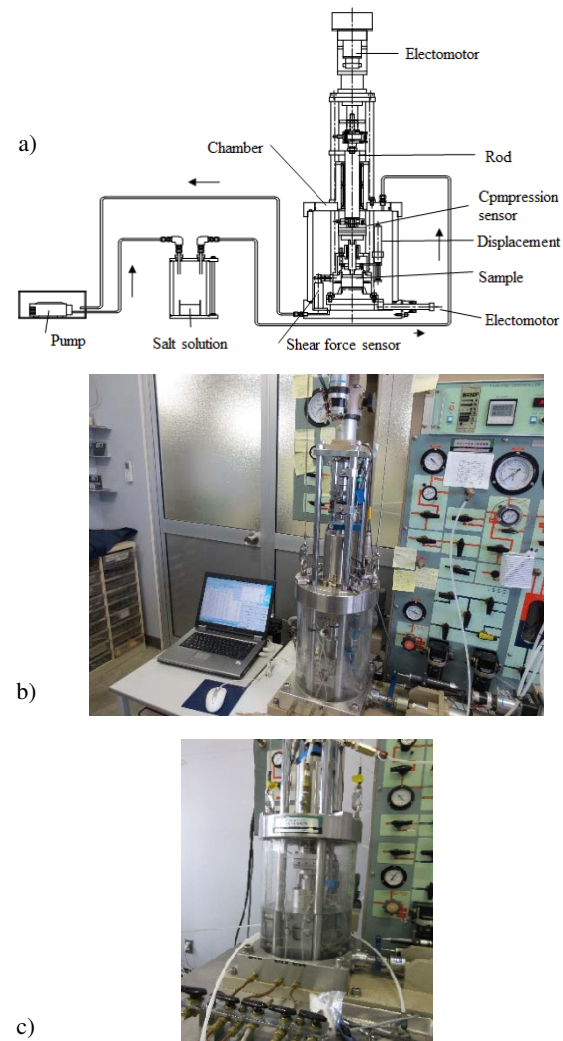 Electomotor
a)
Chamber
Rod
Cpmpression
sensor
Displacement
Sample
Electomotor
Pump
Salt solution
Shear force sensor
b)
c)